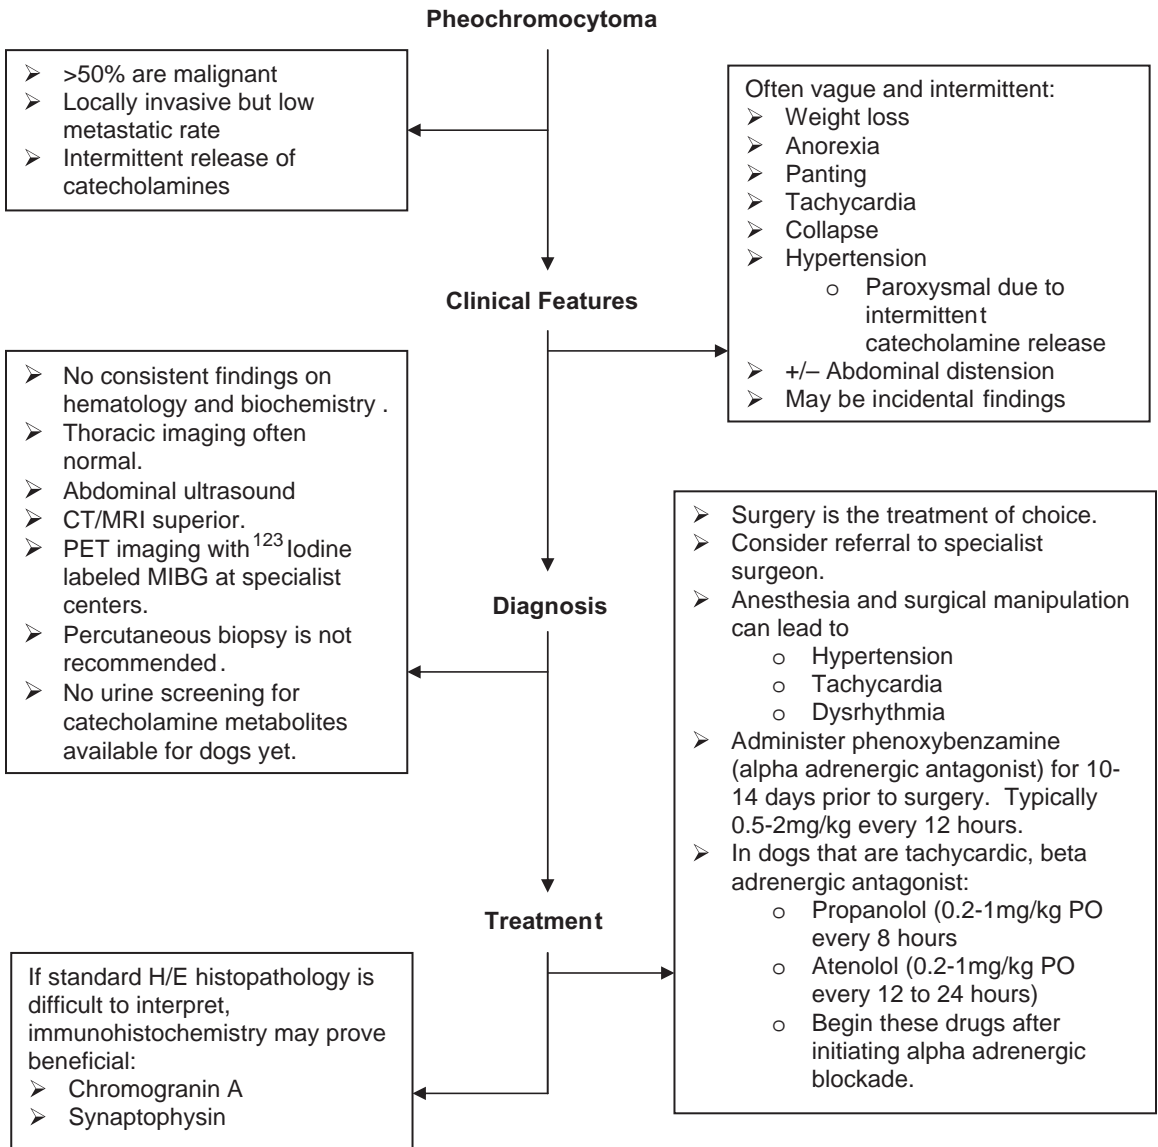 Pheochromocytoma
➢ >50% are malignant
➢ Locally invasive but low
metastatic rate
➢ Intermittent release of
catecholamines
Often vague and intermittent:
➢ Weight loss
➢ Anorexia
➢ Panting
➢ Tachycardia
➢ Collapse
➢ Hypertension
o Paroxysmal due to
intermittent
catecholamine release
➢ +/– Abdominal distension
➢ May be incidental findings
Clinical Features
➢ No consistent findings on
hematology and biochemistry .
➢ Thoracic imaging often
normal.
➢ Abdominal ultrasound
➢ CT/MRI superior.
➢ PET imaging with 123 Iodine
labeled MIBG at specialist
centers.
➢ Percutaneous biopsy is not
recommended .
➢ No urine screening for
catecholamine metabolites
available for dogs yet.
Diagnosis
➢ Surgery is the treatment of choice.
➢ Consider referral to specialist
surgeon.
➢ Anesthesia and surgical manipulation
can lead to
o Hypertension
o Tachycardia
o Dysrhythmia
➢ Administer phenoxybenzamine
(alpha adrenergic antagonist) for 10-
14 days prior to surgery. Typically
0.5-2mg/kg every 12 hours.
➢ In dogs that are tachycardic, beta
adrenergic antagonist:
o Propanolol (0.2-1mg/kg PO
every 8 hours
o Atenolol (0.2-1mg/kg PO
every 12 to 24 hours)
o Begin these drugs after
initiating alpha adrenergic
blockade.
Treatment
If standard H/E histopathology is
difficult to interpret,
immunohistochemistry may prove
beneficial:
➢ Chromogranin A
➢ Synaptophysin